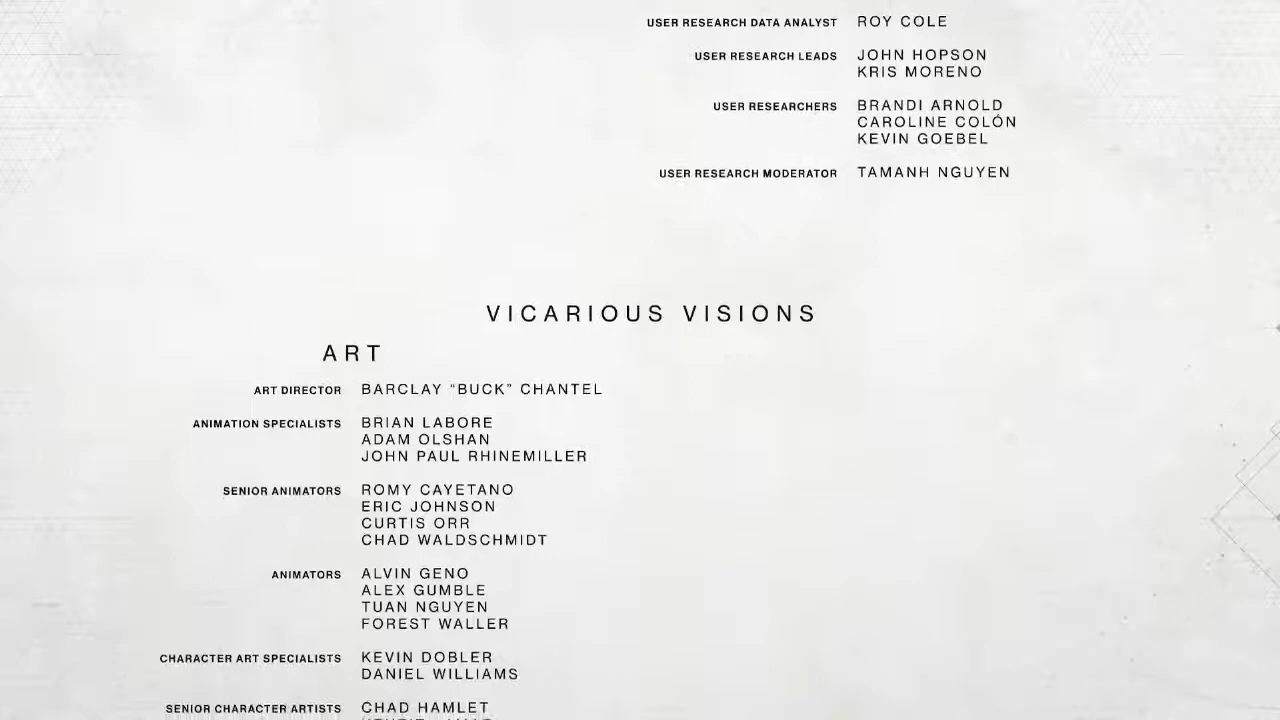 USER RESEARCH DATA ANALYST ROY COLE
USER RESEARCH LEADS JOHN HOPSON
KRIS MORENO
USER RESEARCHERS BRANDI ARNOLD
CAROLINE COLÓN
KEVIN GOEBEL
USER RESEARCH MODERATOR TAMANH NGUYEN
VICARIOUS VISIONS
ART
ART DIRECTOR BARCLAY “BUCK” CHANTEL
ANIMATION SPECIALISTS BRIAN LABORE
ADAM OLSHAN
JOHN PAUL RHINEMILLER
SENIOR ANIMATORS ROMY CAYETANO
ERIC JOHNSON
CURTIS ORR
CHAD WALDSCHMIDT
ANIMATORS ALVIN GENO
ALEX GUMBLE
TUAN NGUYEN
FOREST WALLER
CHARACTER ART SPECIALISTS KEVIN DOBLER
DANIEL WILLIAMS
SENIOR CHARACTER ARTISTS CHAD HAMLET